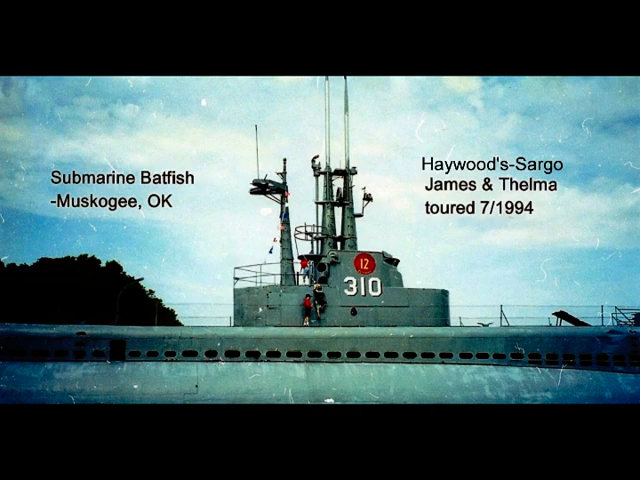 Submarine Batfish
-Muskogee, OK
Haywood's-Sargo
James & Thelma
toured 7/1994
12
310